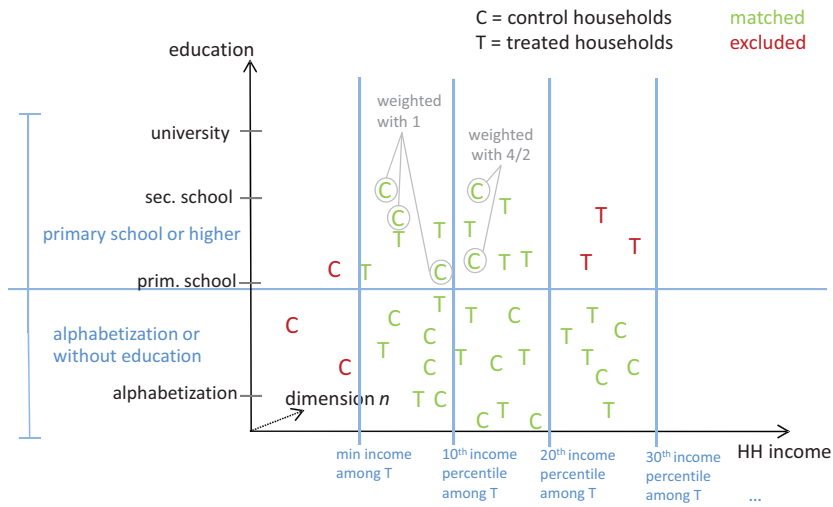 C = control households
T = treated households
matched
excluded
education
university
sec. school
prim. school
alphabetization
primary school or higher
alphabetization or
without education
weighted
with 1
weighted
with 4/2
C
C
T
C
T
C
T
T
C
T
T
T
C
T
T
T
C
T
C
T
C
C
T
C
C
T
C
T
T
C
T
C
T
C
T
T
C
T
C
C
T
dimension n
HH income
min income
among T
10th income
percentile
among T
20th income
percentile
among T
30th income
percentile
among T
...